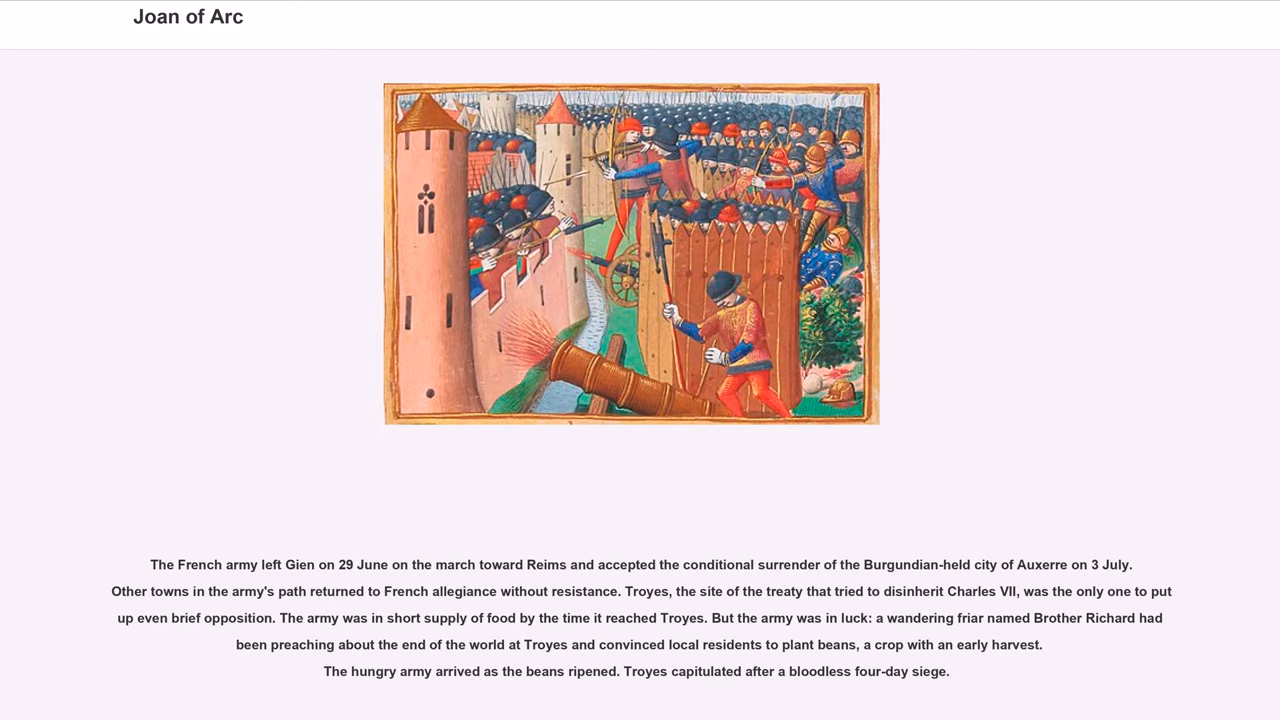 Joan of Arc
The French army left Gien on 29 June on the march toward Reims and accepted the conditional surrender of the Burgundian-held city of Auxerre on 3 July.
Other towns in the army's path returned to French allegiance without resistance. Troyes, the site of the treaty that tried to disinherit Charles VII, was the only one to put
up even brief opposition. The army was in short supply of food by the time it reached Troyes. But the army was in luck: a wandering friar named Brother Richard had
been preaching about the end of the world at Troyes and convinced local residents to plant beans, a crop with an early harvest.
The hungry army arrived as the beans ripened. Troyes capitulated after a bloodless four-day siege.